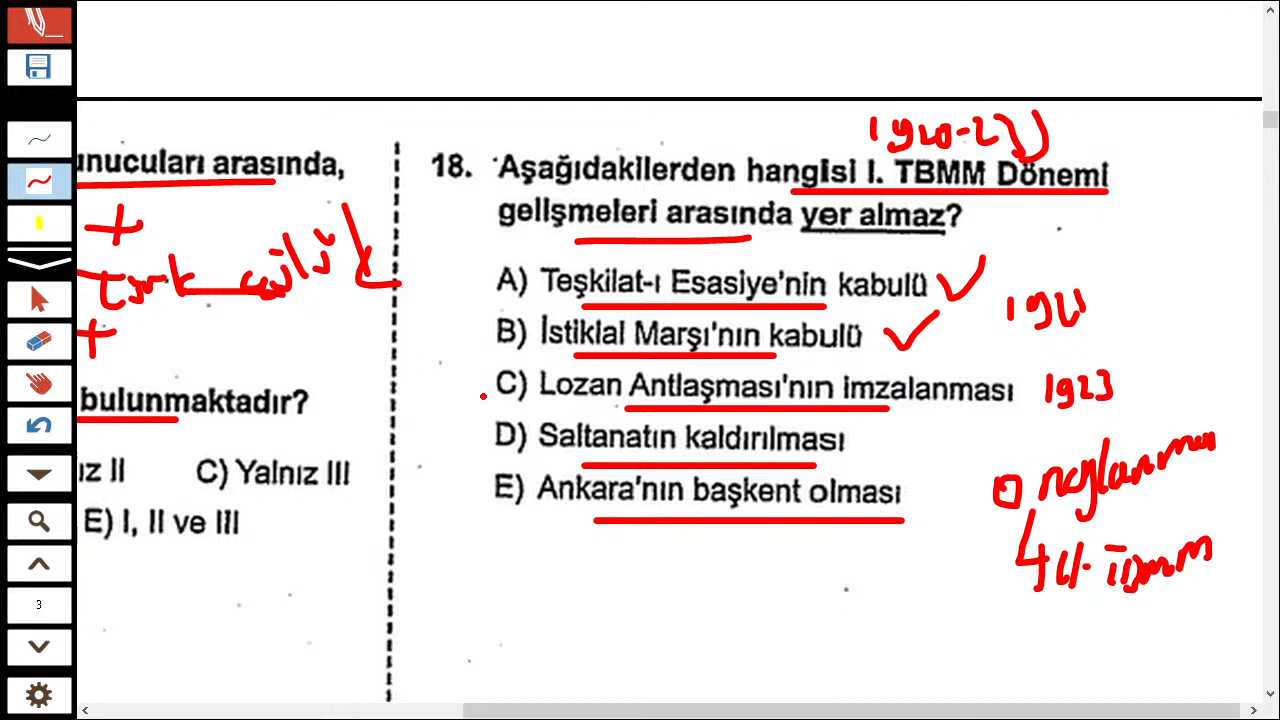 unucuları arasında,
+
+
bulunmaktadır?
ız II C) Yalnız III
E) I, II ve III
1920-23)
18. Aşağıdakilerden hangisi I. TBMM Dönemi
gelişmeleri arasında yer almaz?
A) Teşkilat-ı Esasiye'nin kabulü
B) İstiklal Marşı'nın kabulü
1921
C) Lozan Antlaşması'nın imzalanması 1923
D) Saltanatın kaldırılması
E) Ankara'nın başkent olması
3